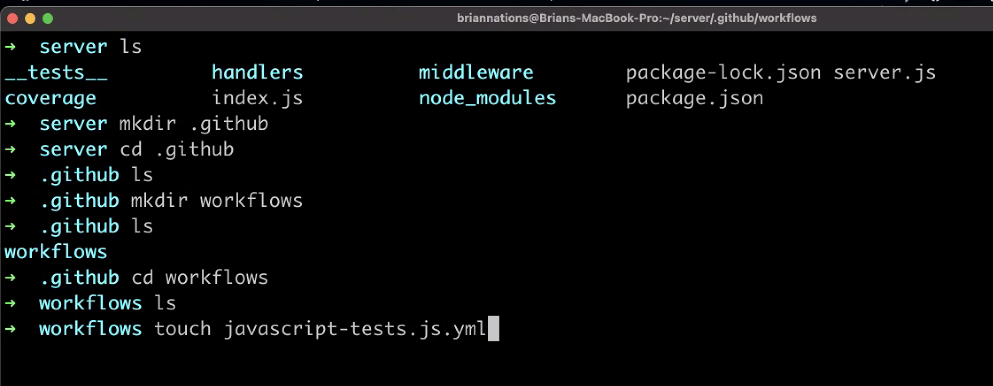 briannations@Brians-MacBook-Pro:~/server/.github/workflows
→ server ls
__tests__ handlers middleware package-lock.json server.js
coverage index.js node_modules package.json
→ server mkdir .github
→ server cd .github
→ .github ls
→ .github mkdir workflows
→ .github ls
workflows
→ .github cd workflows
→ workflows ls
→ workflows touch javascript-tests.js.yml